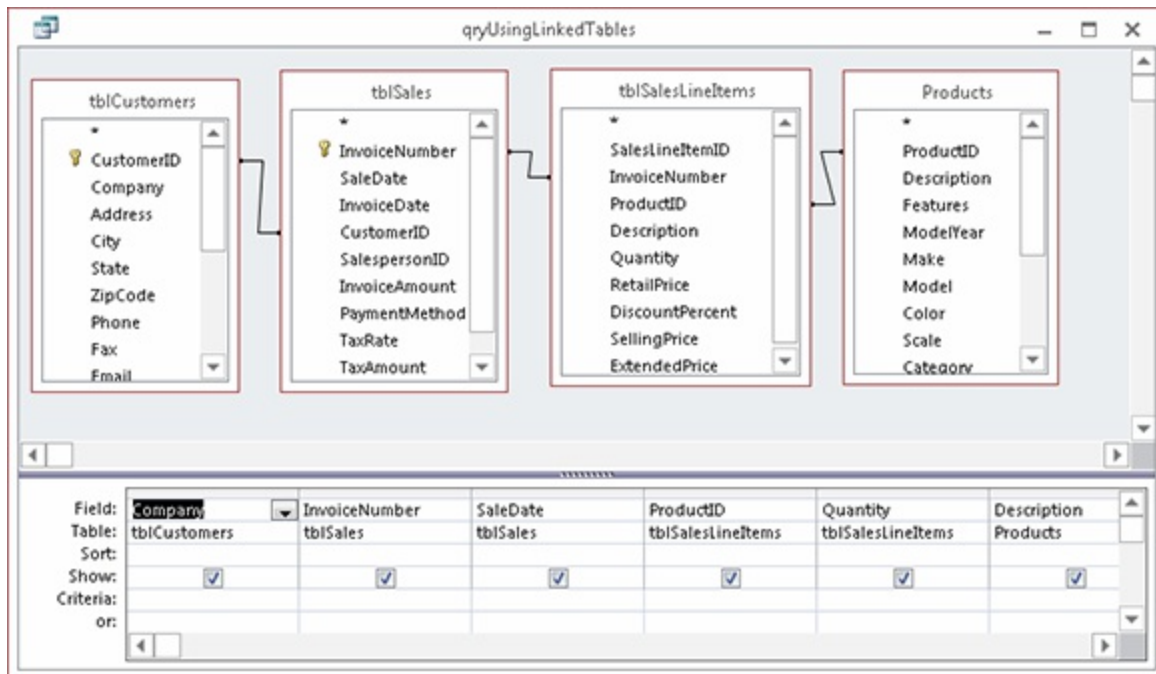 qryUsingLinkedTables
tblCustomers
*
CustomerID
Company
Address
City
State
ZipCode
Phone
Fax
Email
tblSales
*
InvoiceNumber
SaleDate
InvoiceDate
CustomerID
SalespersonID
InvoiceAmount
PaymentMethod
TaxRate
TaxAmount
tblSalesLineItems
*
SalesLineItemID
InvoiceNumber
ProductID
Description
Quantity
RetailPrice
DiscountPercent
SellingPrice
ExtendedPrice
Products
*
ProductID
Description
Features
ModelYear
Make
Model
Color
Scale
Category
Field: Company InvoiceNumber SaleDate ProductID Quantity Description
Table: tblCustomers tblSales tblSales tblSalesLineItems tblSalesLineItems Products
Sort:
Show:
Criteria:
or: